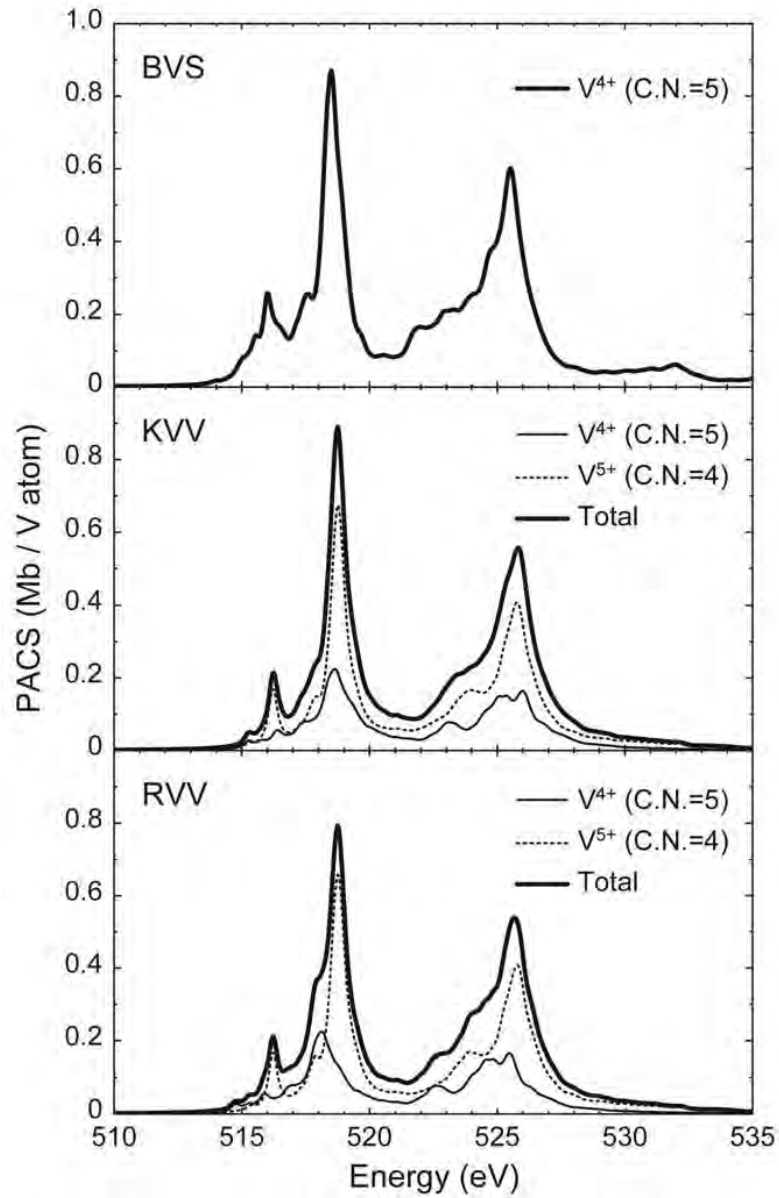 PACS (Mb / V atom)
BVS
V⁴⁺ (C.N.=5)
1.0
0.8
0.6
0.4
0.2
0
KVV
V⁴⁺ (C.N.=5)
V⁵⁺ (C.N.=4)
Total
0.8
0.6
0.4
0.2
0
RVV
V⁴⁺ (C.N.=5)
V⁵⁺ (C.N.=4)
Total
0.8
0.6
0.4
0.2
0
510 515 520 525 530 535
Energy (eV)